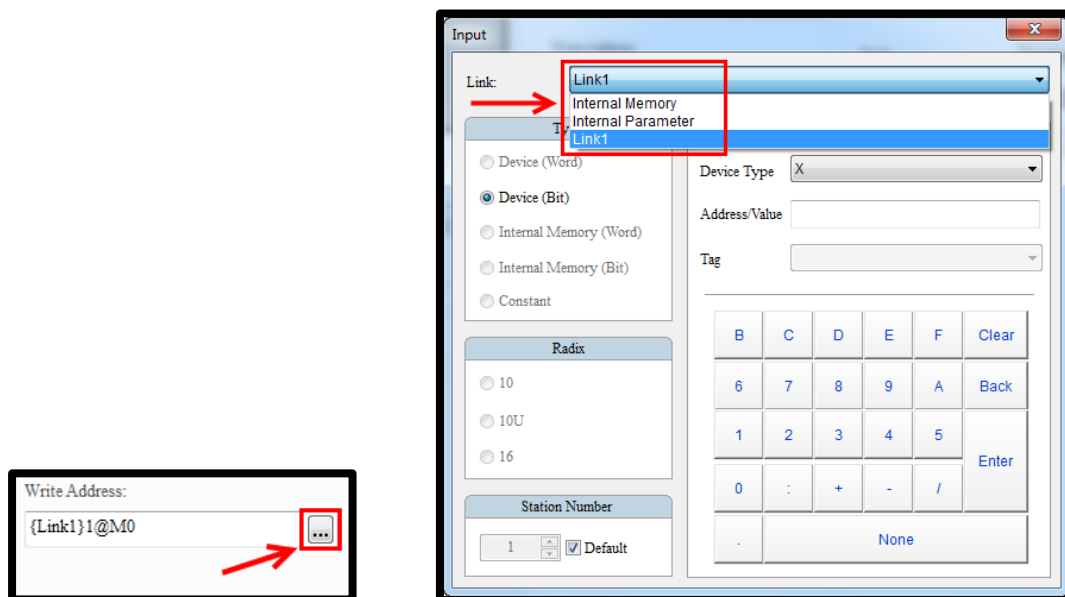 Write Address:
{Link1}1@M0
...
Input
Link:
Link1
Internal Memory
Internal Parameter
Link1
Device (Word)
Device (Bit)
Internal Memory (Word)
Internal Memory (Bit)
Constant
Radix
10
10U
16
Station Number
1
Default
Device Type
X
Address/Value
Tag
B C D E F Clear
6 7 8 9 A Back
1 2 3 4 5
Enter
0 : + - /
. None